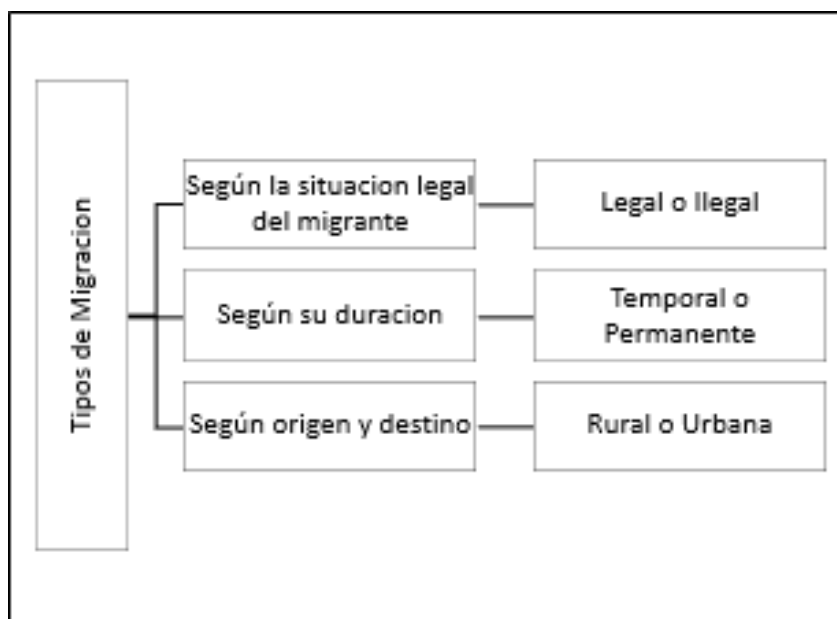 Tipos de Migracion
Según la situacion legal
del migrante
Legal o Ilegal
Según su duracion
Temporal o
Permanente
Según origen y destino
Rural o Urbana